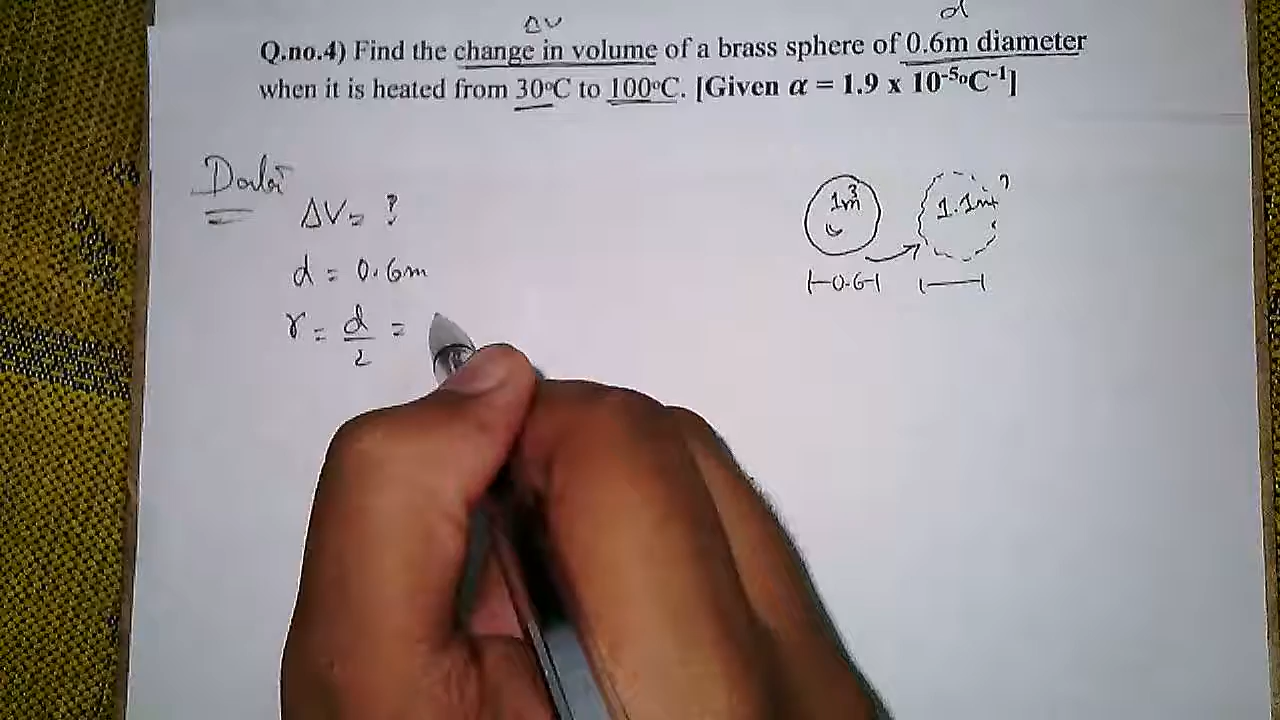 ΔV
d
Q.no.4) Find the change in volume of a brass sphere of 0.6m diameter
when it is heated from 30°C to 100°C. [Given α = 1.9 x 10⁻⁵°C⁻¹]
ΔV = ?
d = 0.6m
r = d/2 =
1m³
1.1m³
0.6